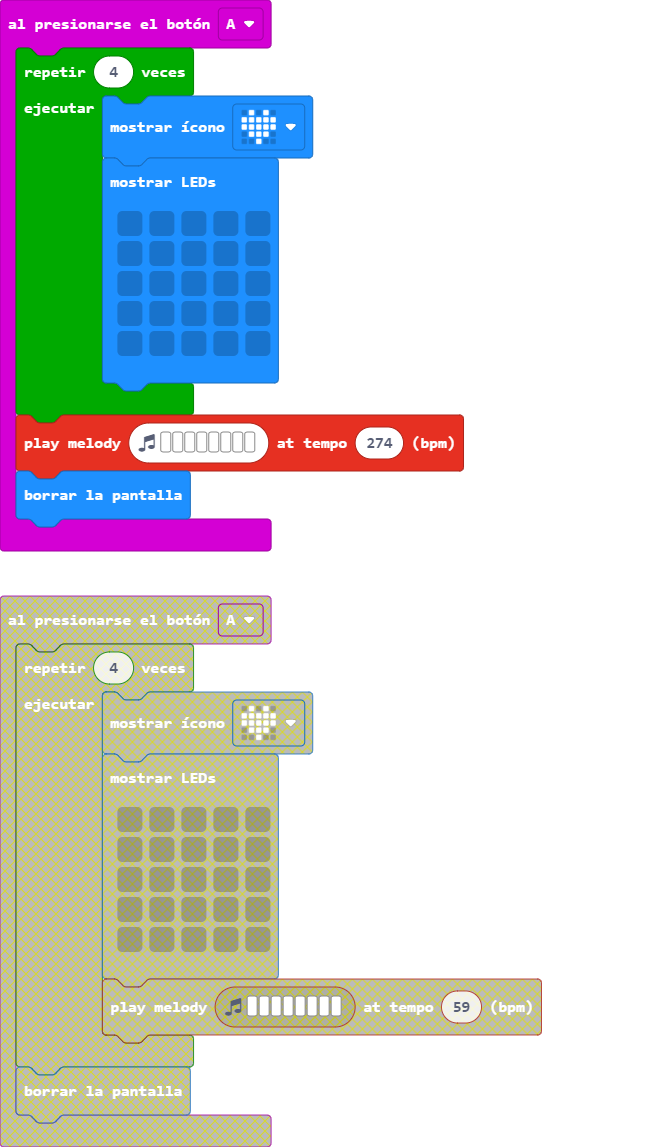 al presionarse el botón A
repetir 4 veces
ejecutar
mostrar ícono
mostrar LEDs
play melody at tempo 274 (bpm)
borrar la pantalla
al presionarse el botón A
repetir 4 veces
ejecutar
mostrar ícono
mostrar LEDs
play melody at tempo 59 (bpm)
borrar la pantalla